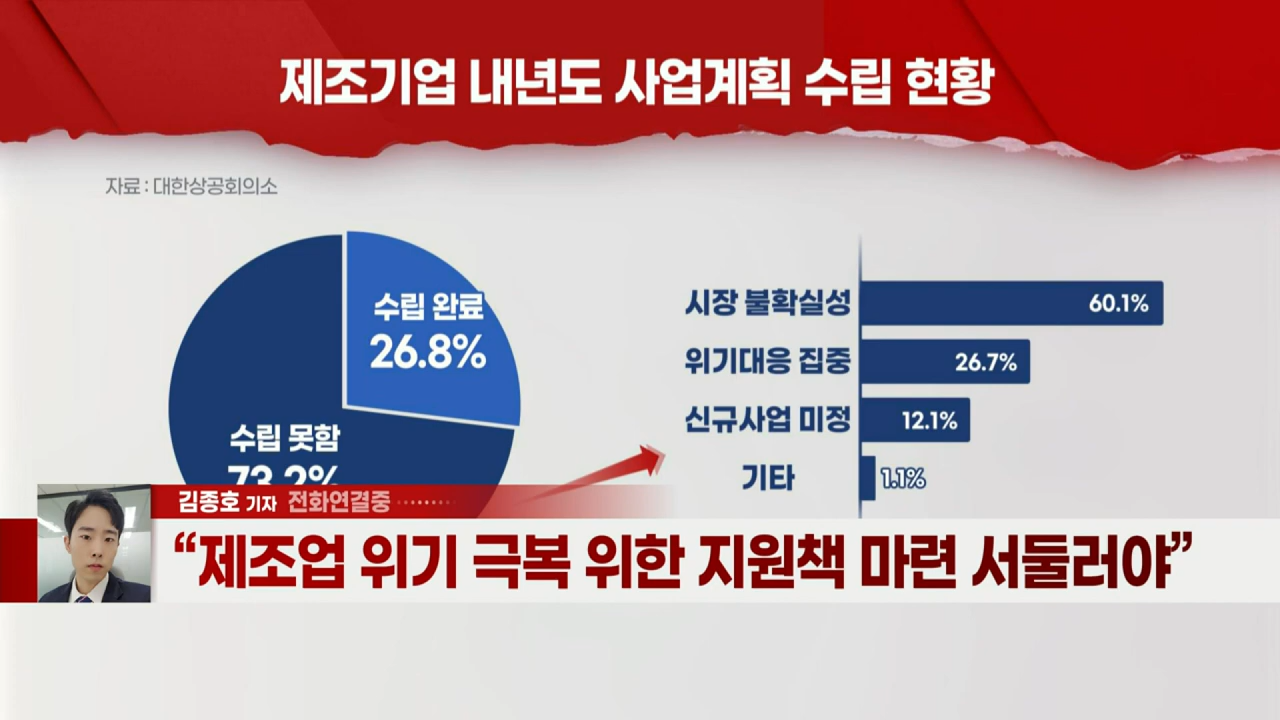 제조기업 내년도 사업계획 수립 현황
자료 : 대한상공회의소
수립 완료
26.8%
수립 못함
73.2%
시장 불확실성 60.1%
위기대응 집중 26.7%
신규사업 미정 12.1%
기타 1.1%
김종호 기자 전화연결중
“제조업 위기 극복 위한 지원책 마련 서둘러야”